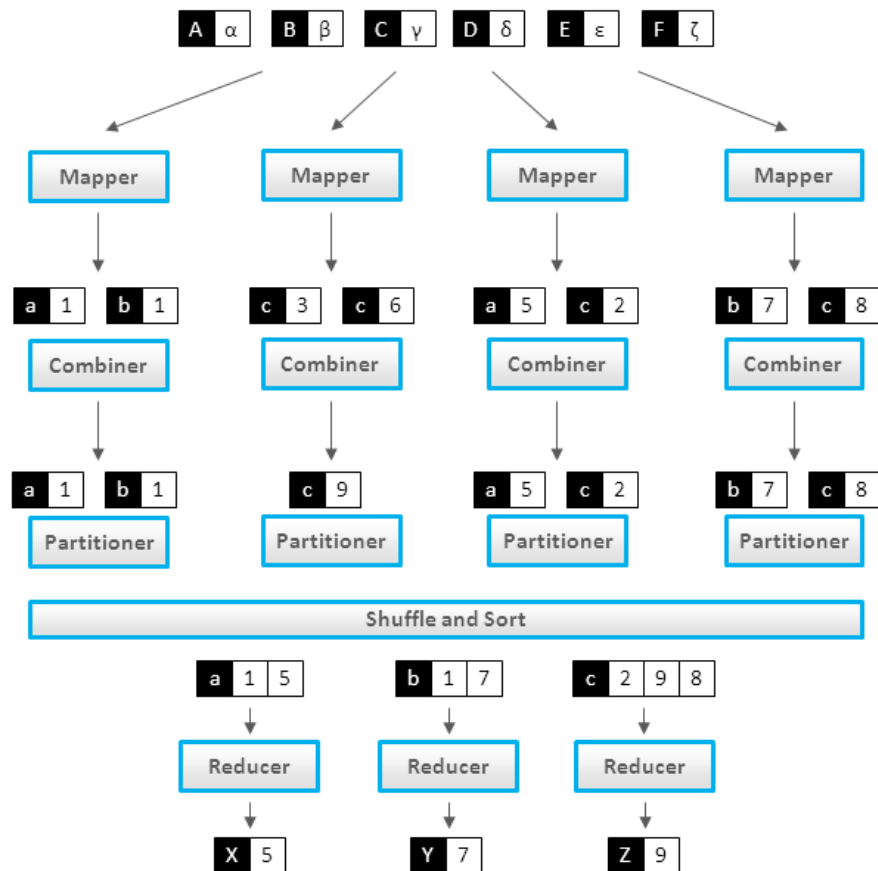 A α B β C γ D δ E ε F ζ
Mapper Mapper Mapper Mapper
a 1 b 1 c 3 c 6 a 5 c 2 b 7 c 8
Combiner Combiner Combiner Combiner
a 1 b 1 c 9 a 5 c 2 b 7 c 8
Partitioner Partitioner Partitioner Partitioner
Shuffle and Sort
a 1 5 b 1 7 c 2 9 8
Reducer Reducer Reducer
X 5 Y 7 Z 9